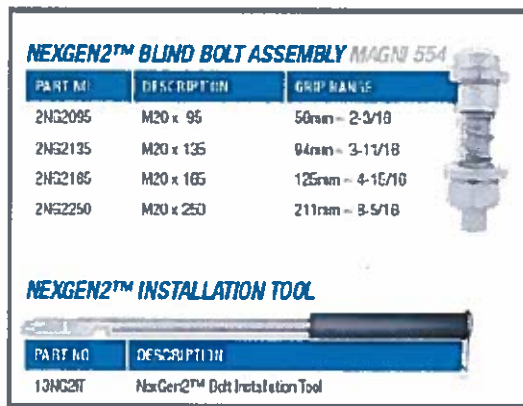 NEXGEN2™ BLIND BOLT ASSEMBLY MAGNI 554
PART NO. DESCRIPTION GRIP RANGE
2NG2095 M20 x 95 56mm - 2-3/16
2NG2135 M20 x 135 94mm - 3-11/16
2NG2165 M20 x 165 125mm - 4-15/16
2NG2250 M20 x 250 211mm - 8-5/16
NEXGEN2™ INSTALLATION TOOL
PART NO. DESCRIPTION
NexGen2™ Bolt Installation Tool